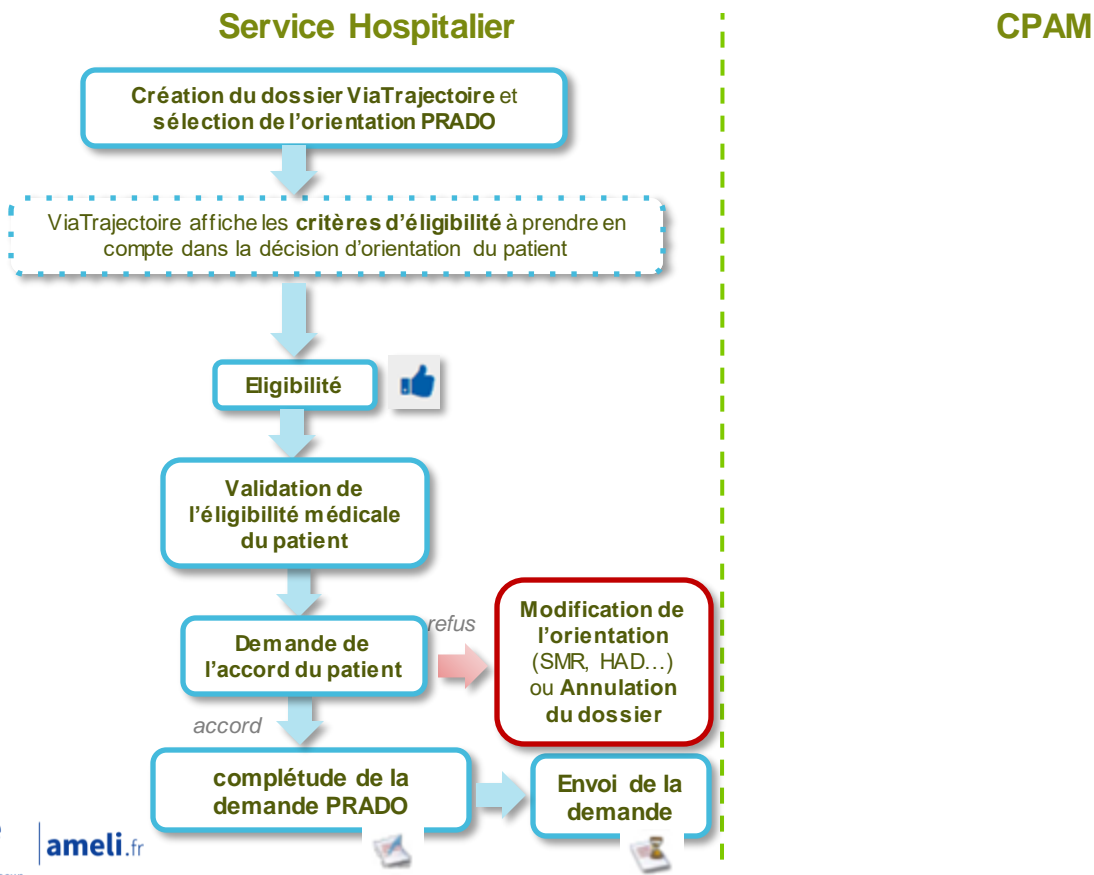 Service Hospitalier
CPAM
Création du dossier ViaTrajectoire et
sélection de l'orientation PRADO
ViaTrajectoire affiche les critères d'éligibilité à prendre en
compte dans la décision d'orientation du patient
Eligibilité
Validation de
l'éligibilité médicale
du patient
Demande de
l'accord du patient
refus
Modification de
l'orientation
(SMR, HAD…)
ou Annulation
du dossier
accord
complétude de la
demande PRADO
Envoi de la
demande
ameli.fr